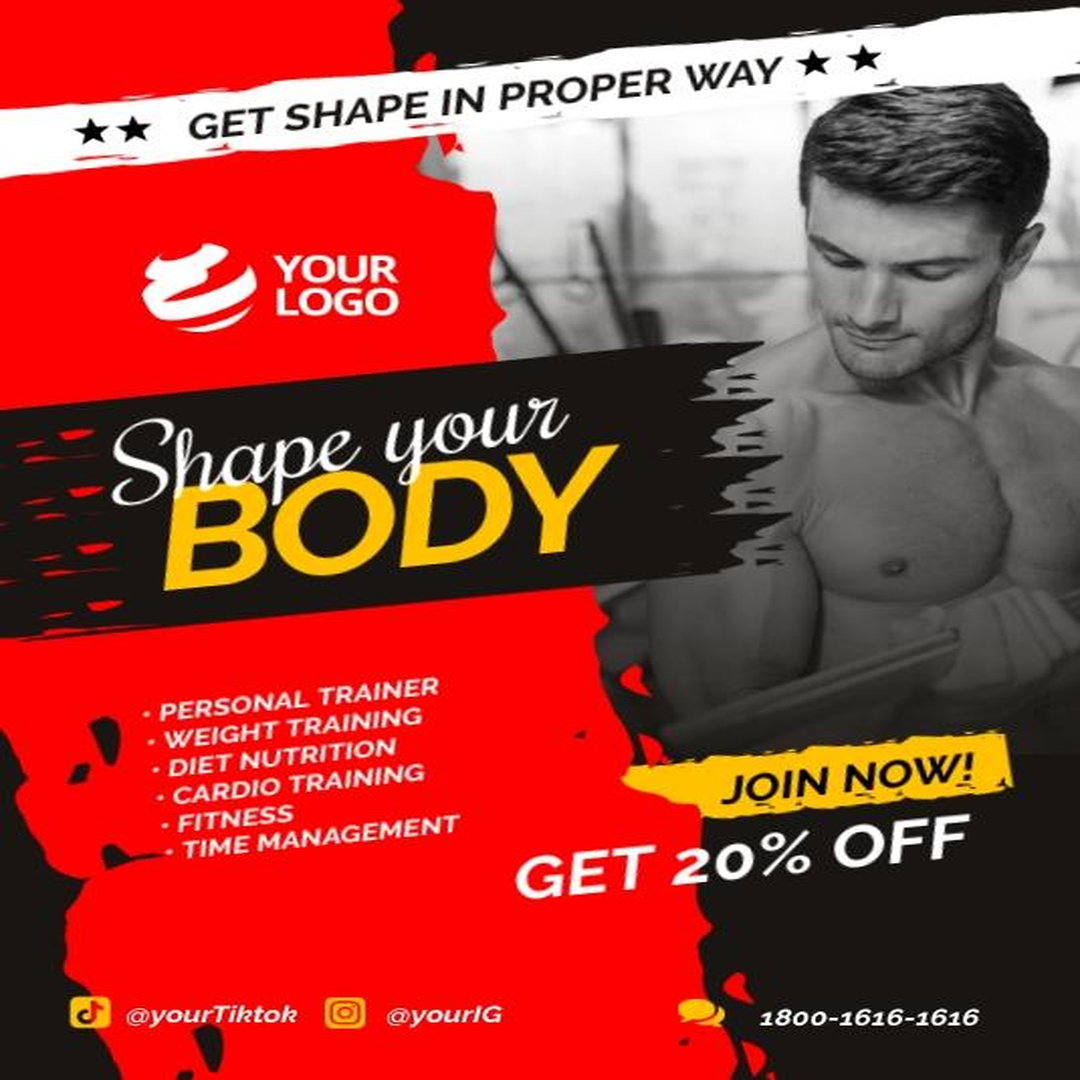 ★★ GET SHAPE IN PROPER WAY ★★
YOUR
LOGO
Shape your
BODY
• PERSONAL TRAINER
• WEIGHT TRAINING
• DIET NUTRITION
• CARDIO TRAINING
• FITNESS
• TIME MANAGEMENT
JOIN NOW!
GET 20% OFF
@yourTiktok
@yourIG
1800-1616-1616